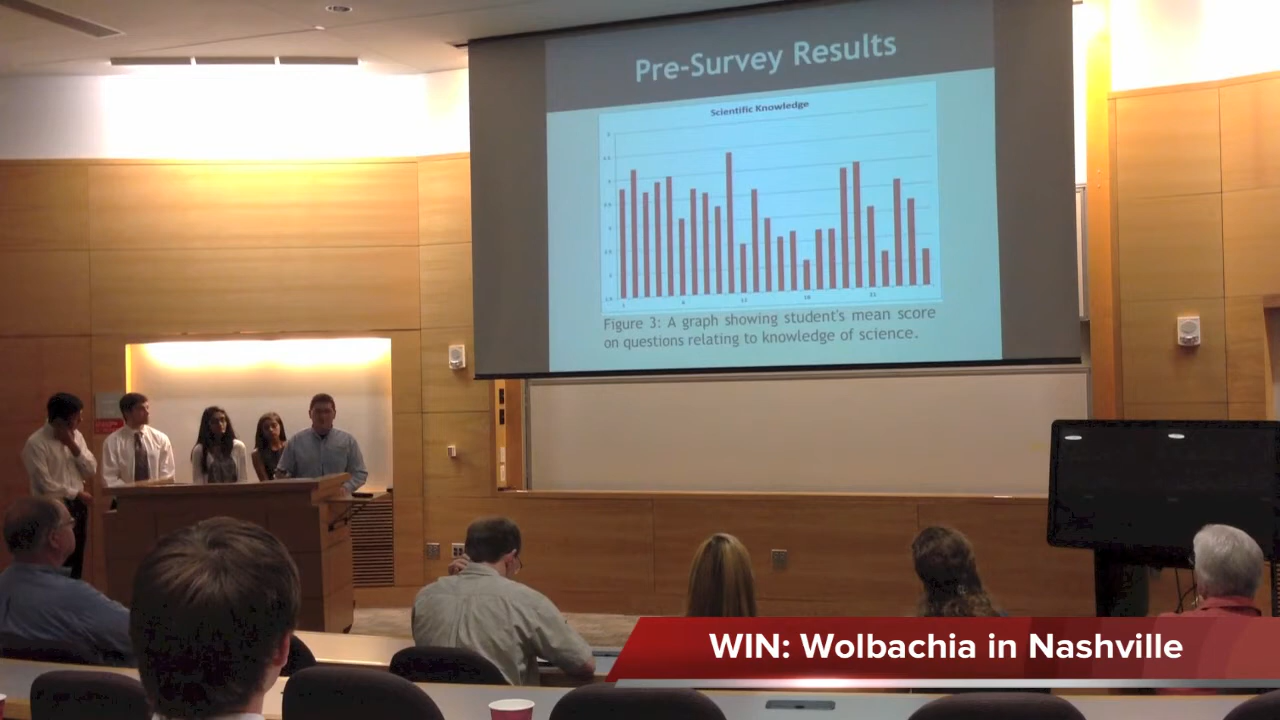 Pre-Survey Results
Scientific Knowledge
Figure 3: A graph showing student's mean score
on questions relating to knowledge of science.
WIN: Wolbachia in Nashville